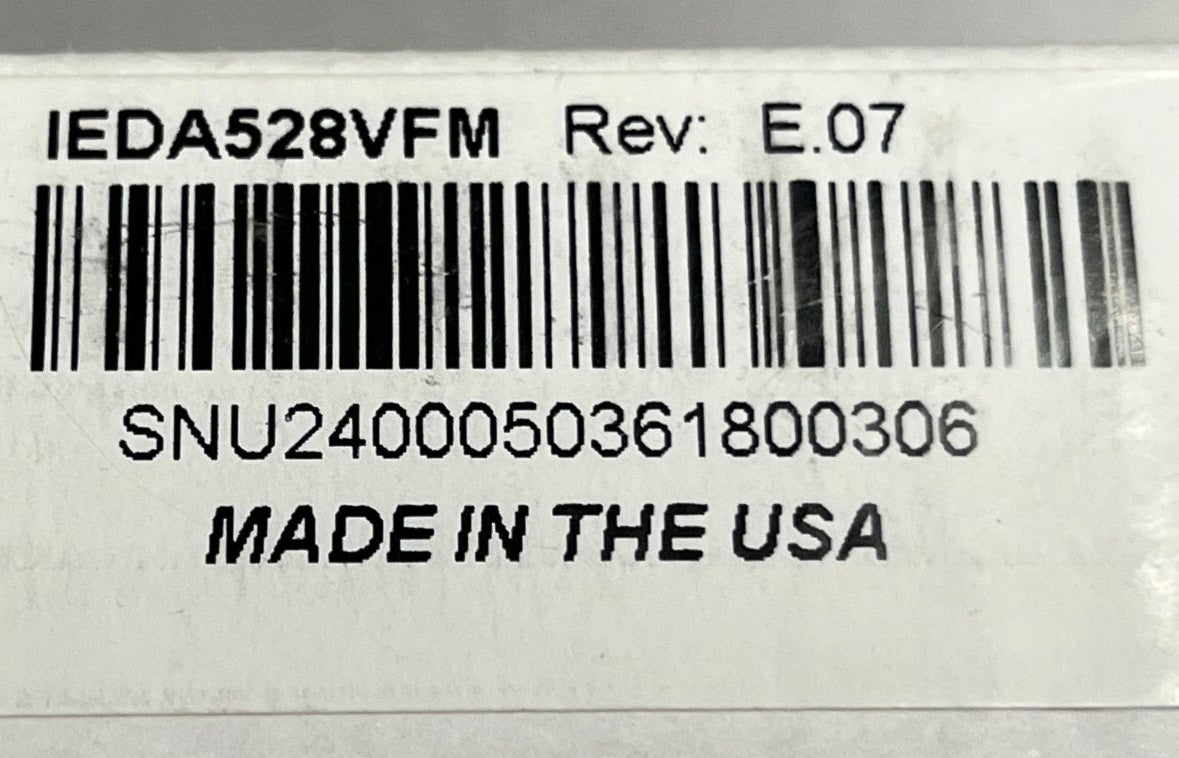 IEDA528VFM Rev: E.07
SNU2400050361800306
MADE IN THE USA